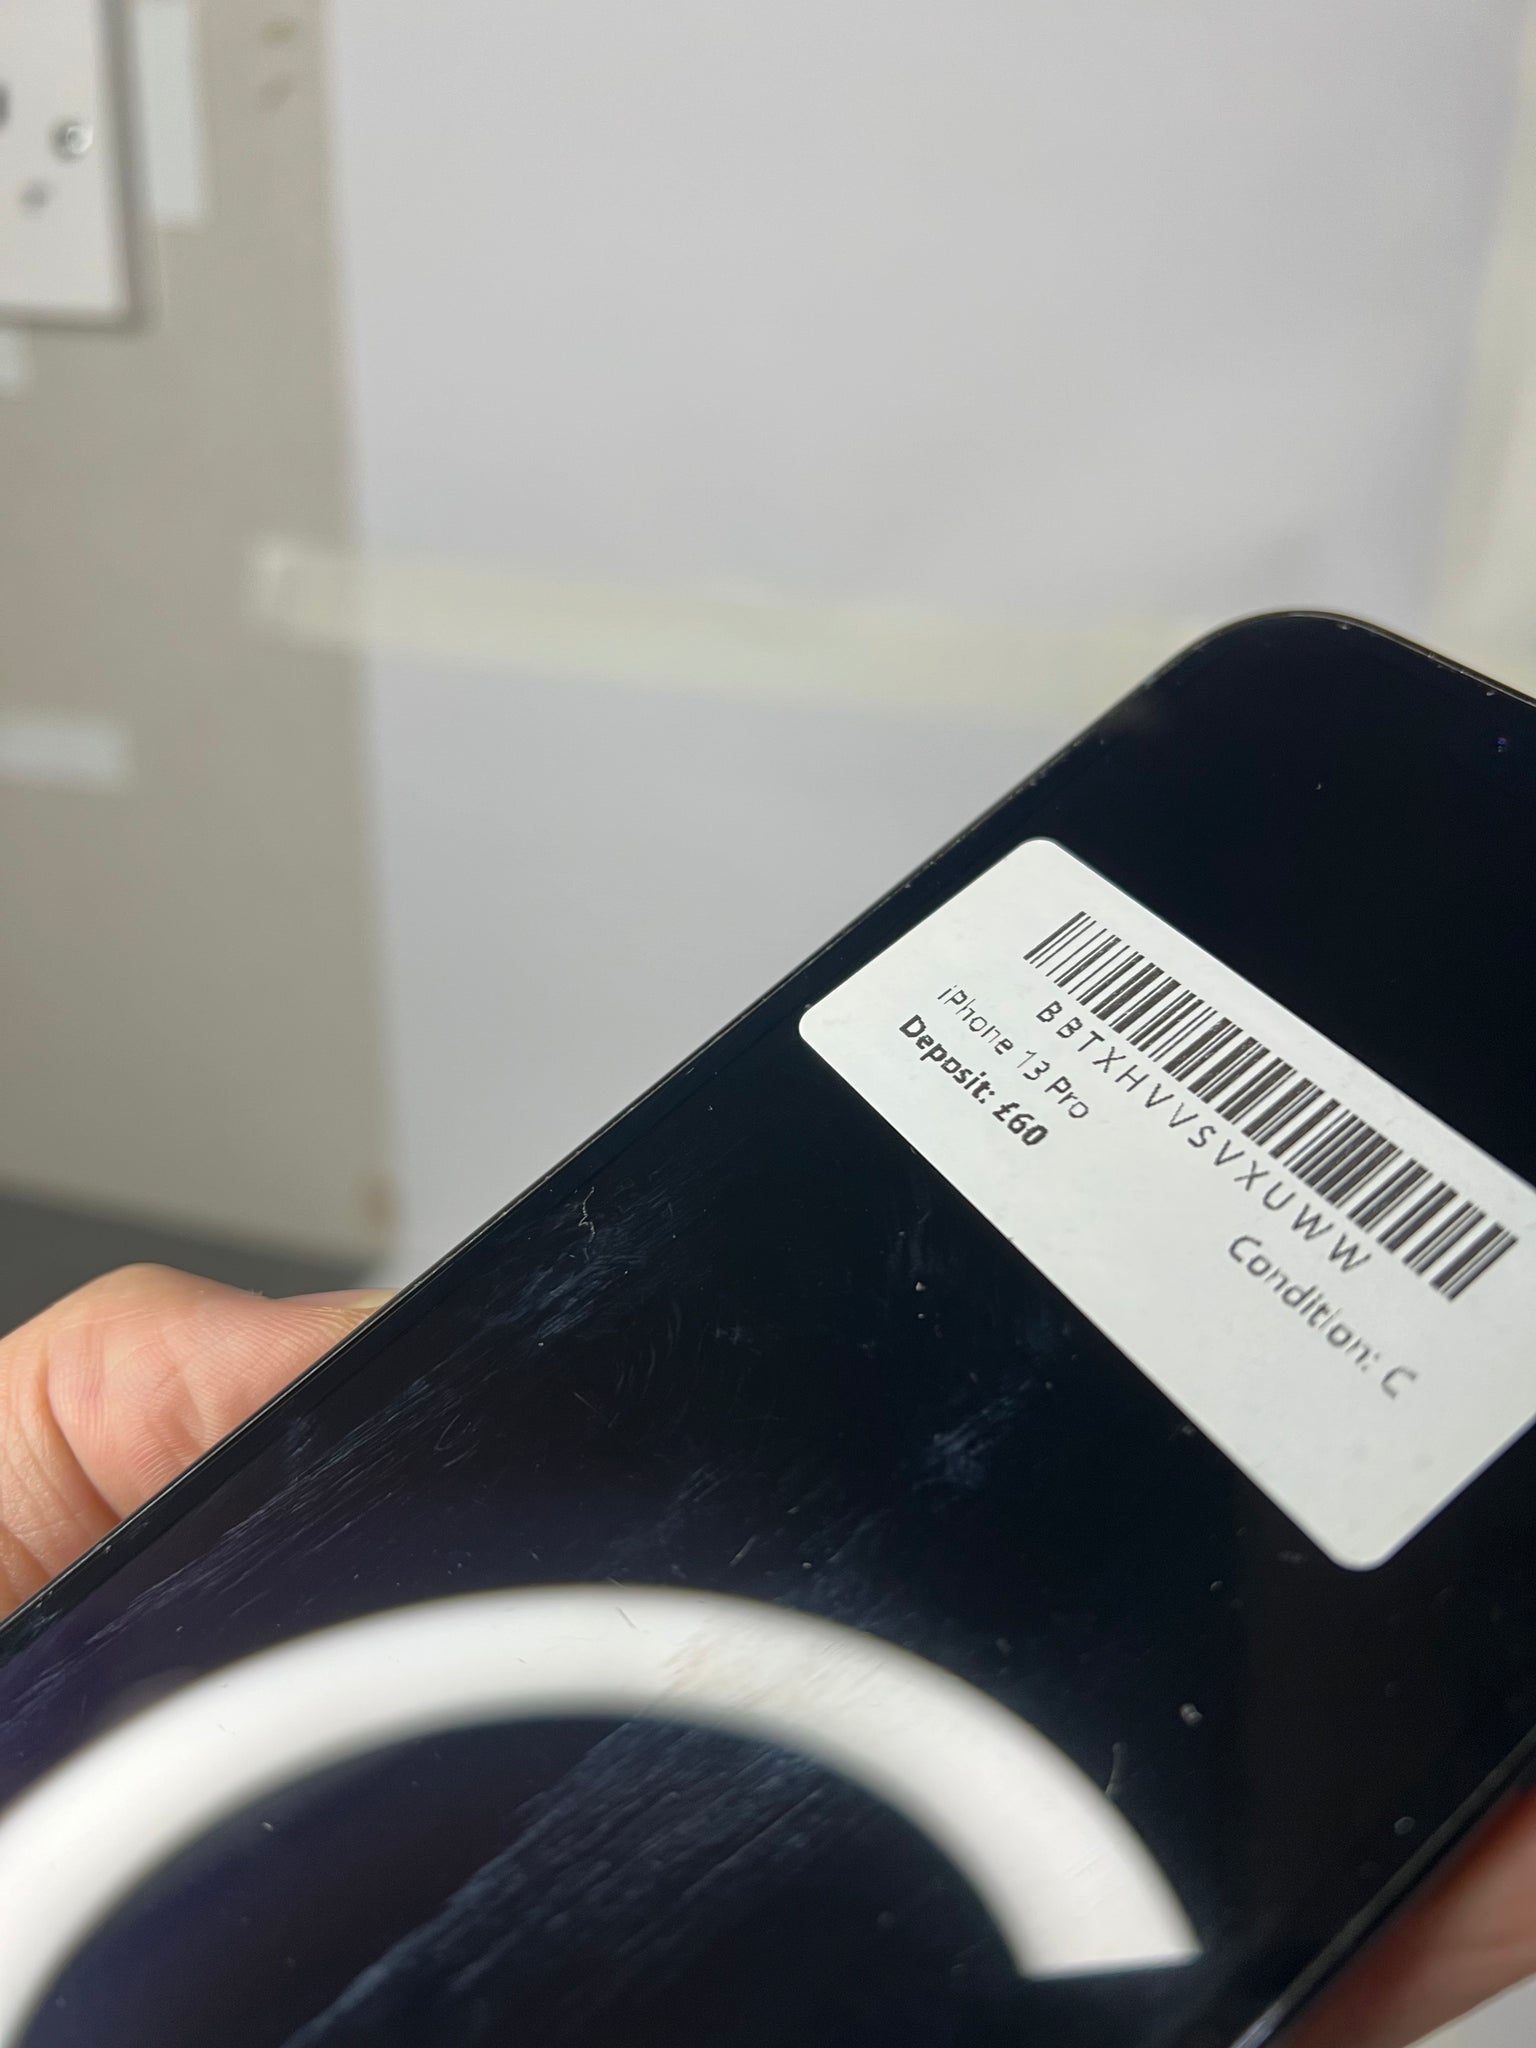 BBTXHVVSVXUWW
iPhone 13 Pro
Condition: C
Deposit: £60